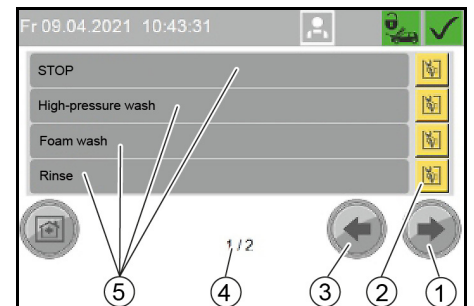 Fr 09.04.2021 10:43:31
STOP
High-pressure wash
Foam wash
Rinse
1/2
5 4 3 2 1